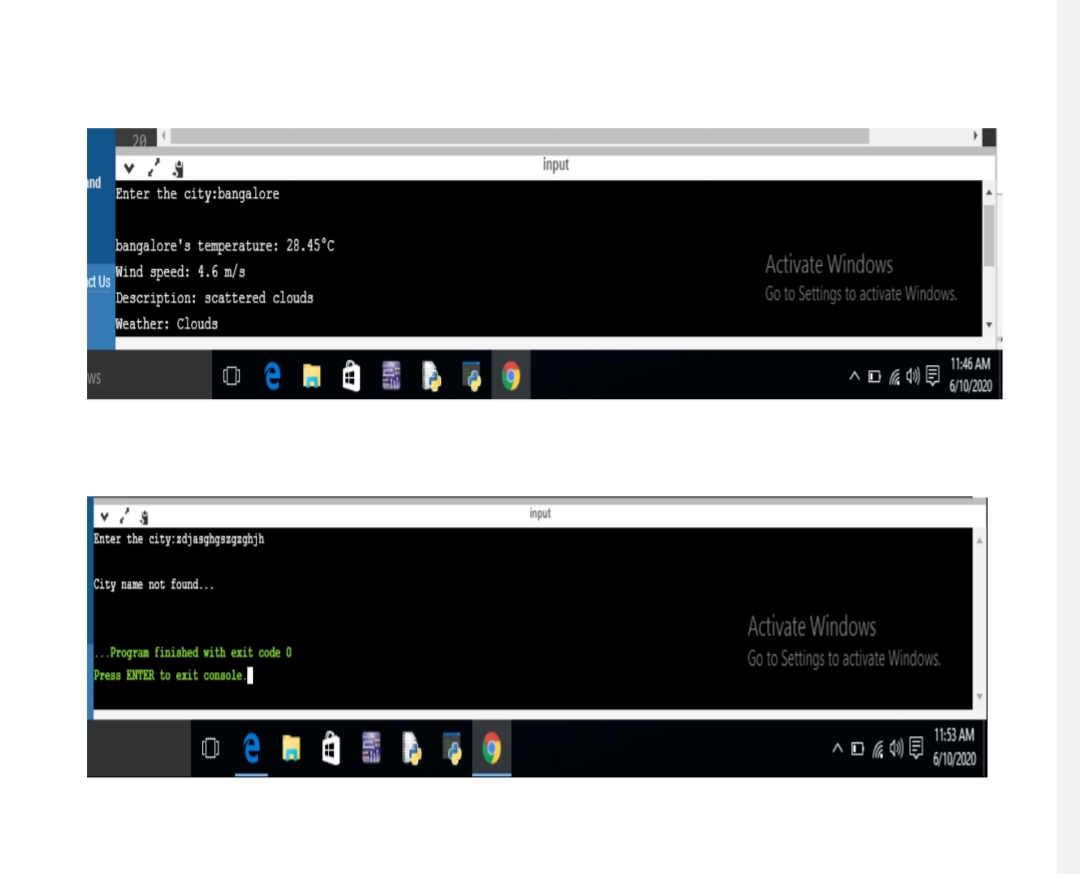 20
input
and
Enter the city:bangalore
bangalore's temperature: 28.45°C
Wind speed: 4.6 m/s
ct Us
Description: scattered clouds
Weather: Clouds
Activate Windows
Go to Settings to activate Windows.
ws
11:46 AM
6/10/2020
input
Enter the city:zdjasghgszgzghjh
City name not found...
...Program finished with exit code 0
Press ENTER to exit console.
Activate Windows
Go to Settings to activate Windows.
11:53 AM
6/10/2020